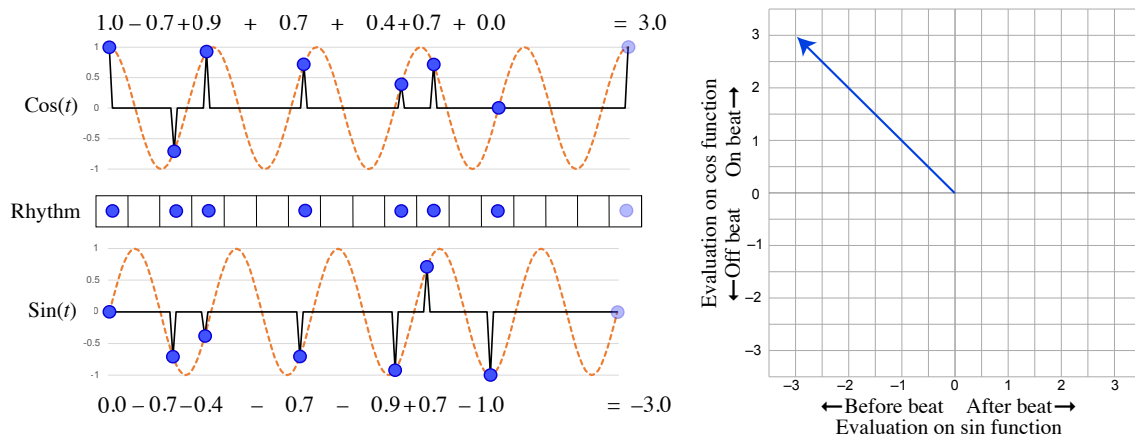 1.0 – 0.7 + 0.9 + 0.7 + 0.4 + 0.7 + 0.0 = 3.0
1
0.5
Cos(t)
0
-0.5
-1
Rhythm
1
0.5
Sin(t)
0
-0.5
-1
0.0 – 0.7 – 0.4 – 0.7 – 0.9 + 0.7 – 1.0 = –3.0
Evaluation on cos function
←Off beat On beat→
3
2
1
0
–1
–2
–3
–3 –2 –1 0 1 2 3
←Before beat After beat→
Evaluation on sin function